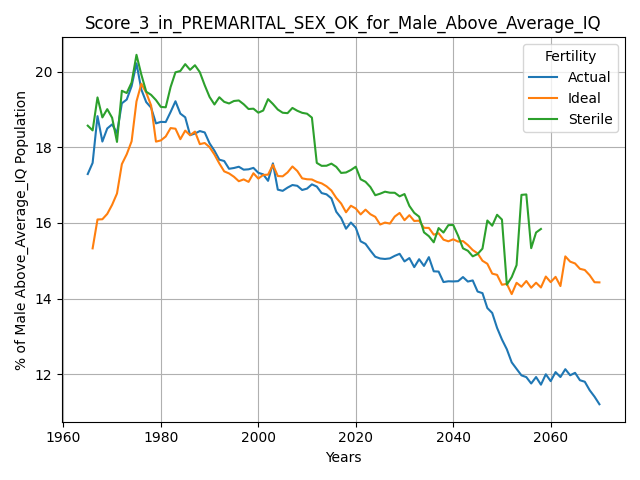 Score_3_in_PREMARITAL_SEX_OK_for_Male_Above_Average_IQ
% of Male Above_Average_IQ Population
20
18
16
14
12
Fertility
Actual
Ideal
Sterile
1960
1980
2000
2020
2040
2060
Years